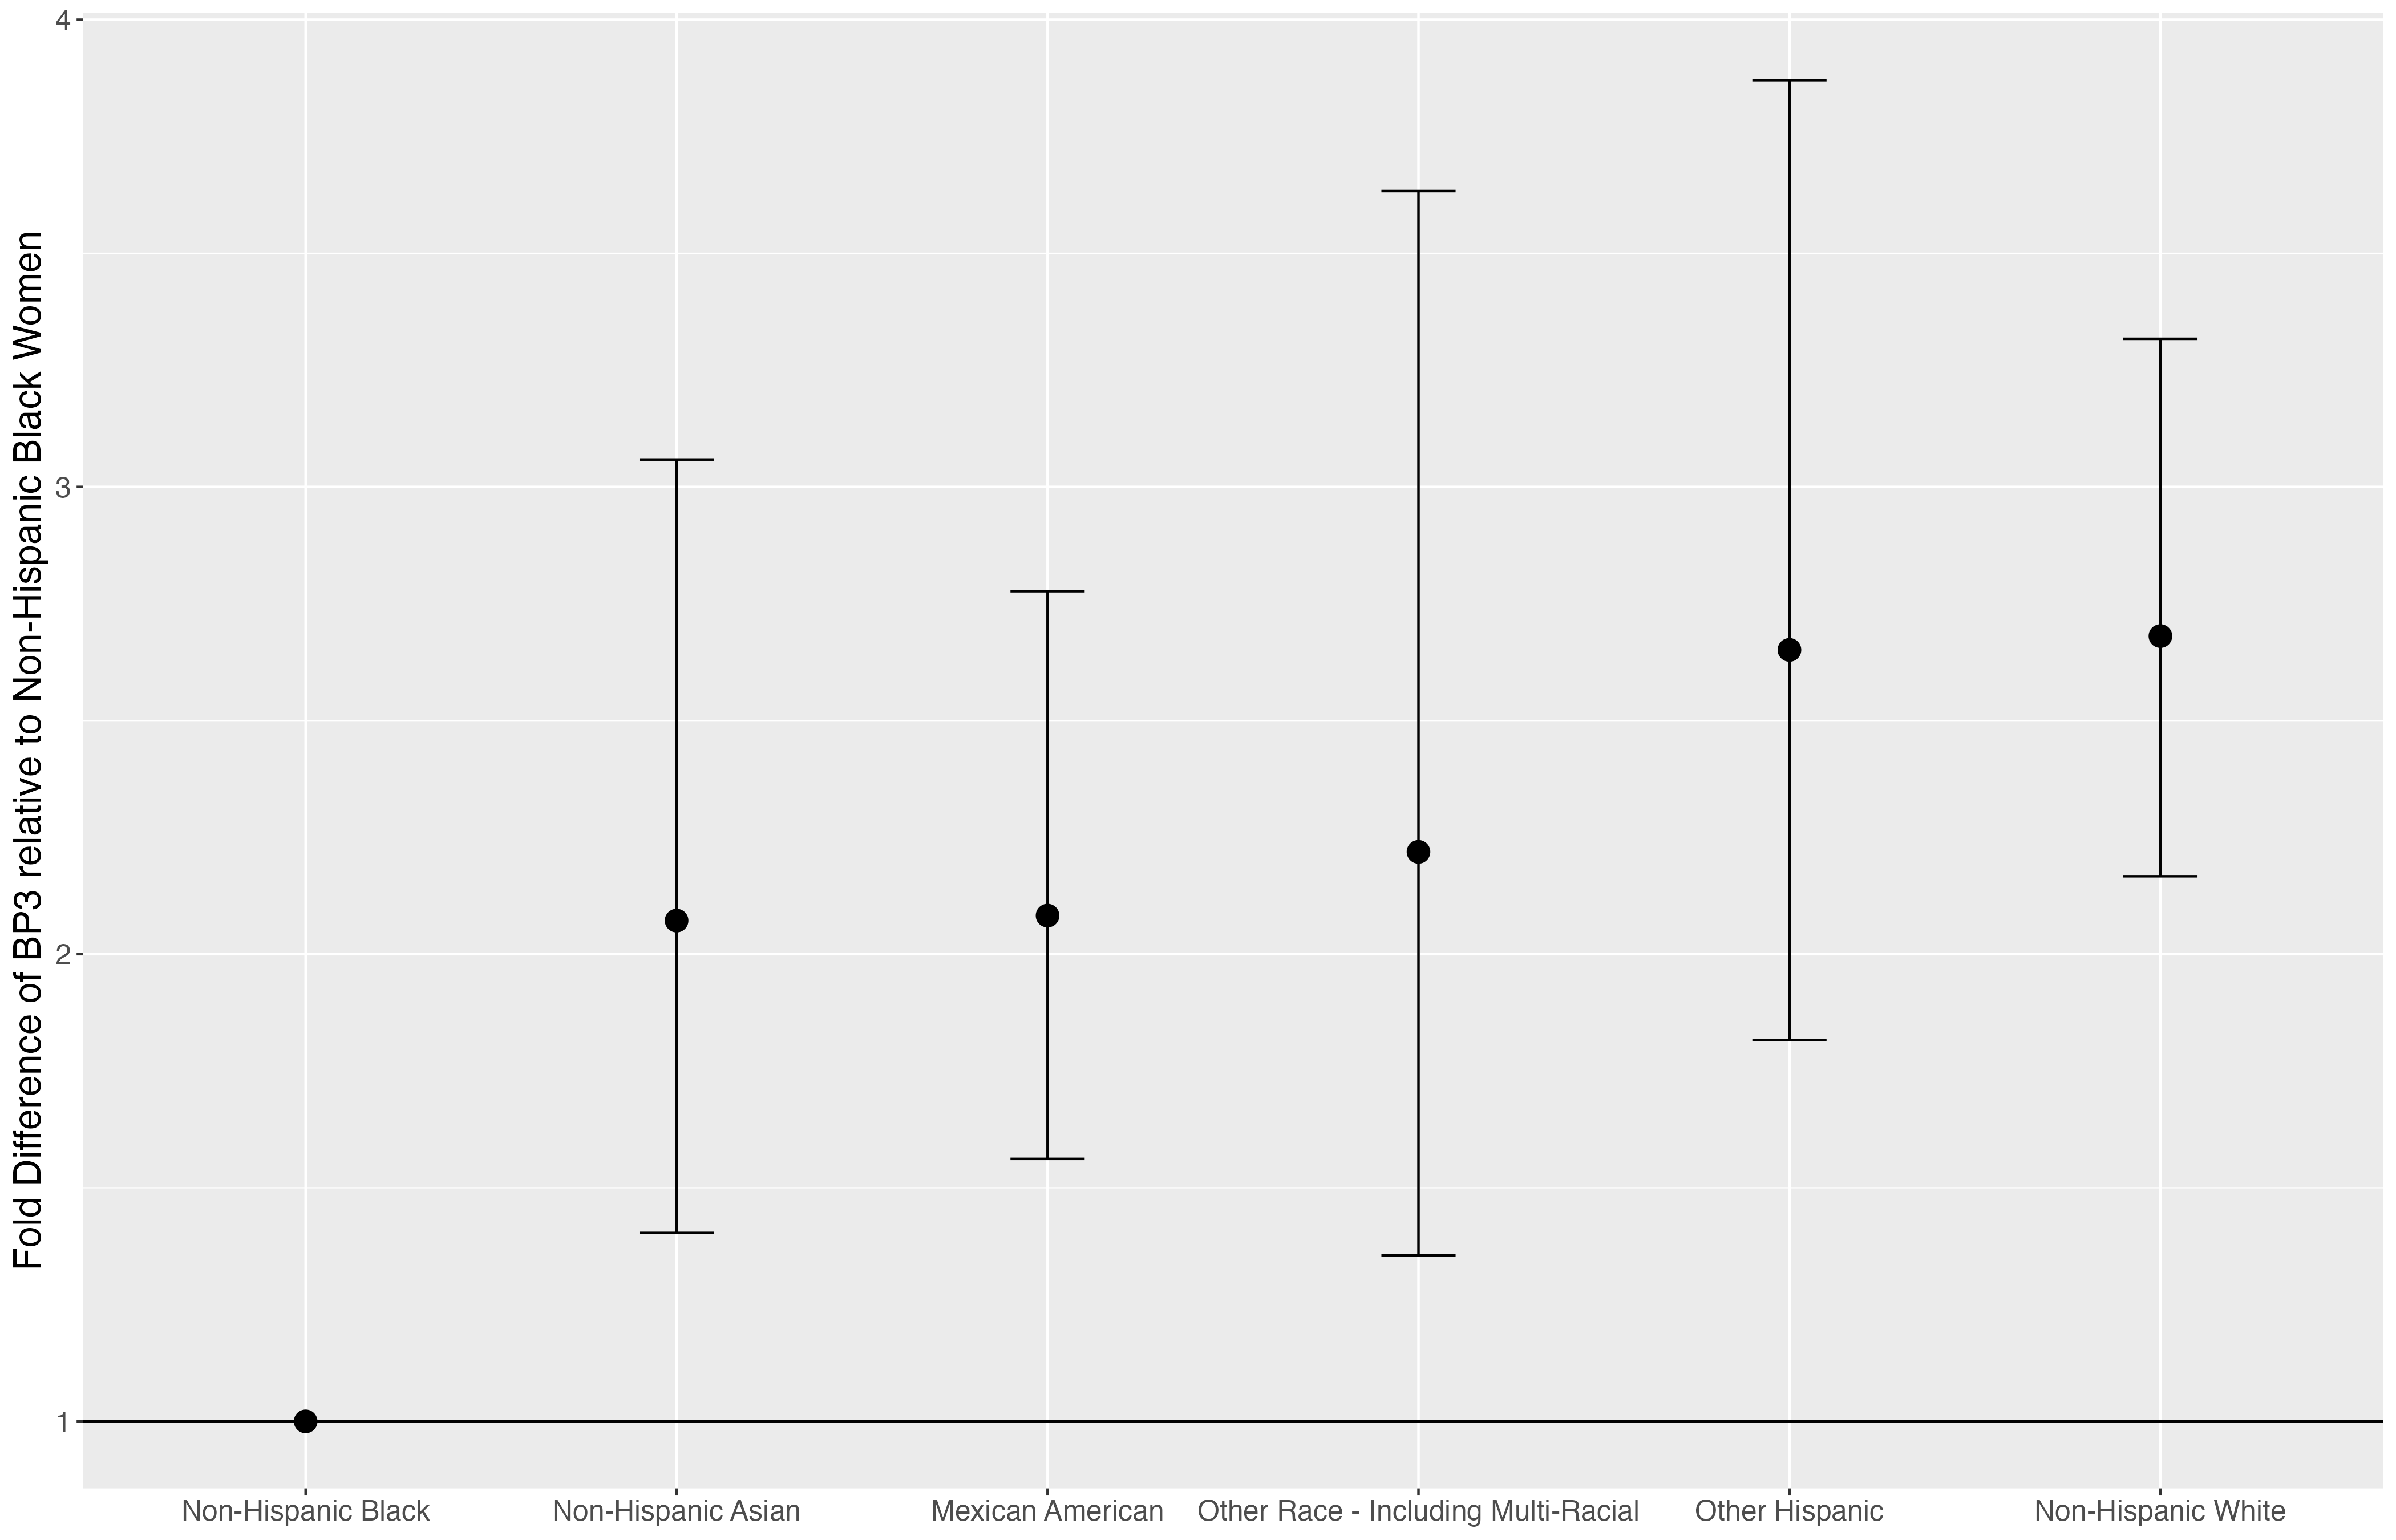 Fold Difference of BP3 relative to Non-Hispanic Black Women
4
3
2
1
Non-Hispanic Black
Non-Hispanic Asian
Mexican American
Other Race - Including Multi-Racial
Other Hispanic
Non-Hispanic White